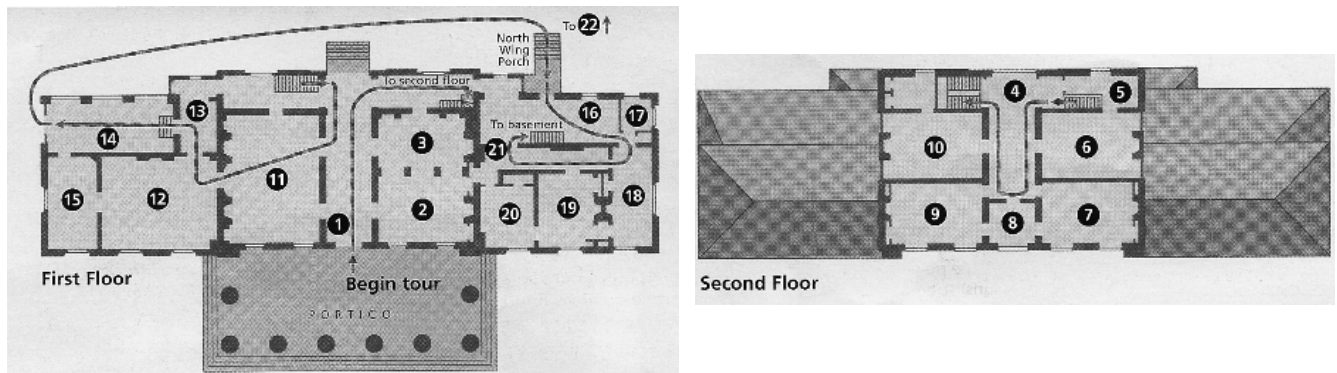 To 22
North
Wing
Porch
To second floor
13
16
17
5
4
14
3
To basement
21
10
6
11
15
12
2
18
1
20
19
9
8
7
First Floor
Begin tour
PORTICO
Second Floor